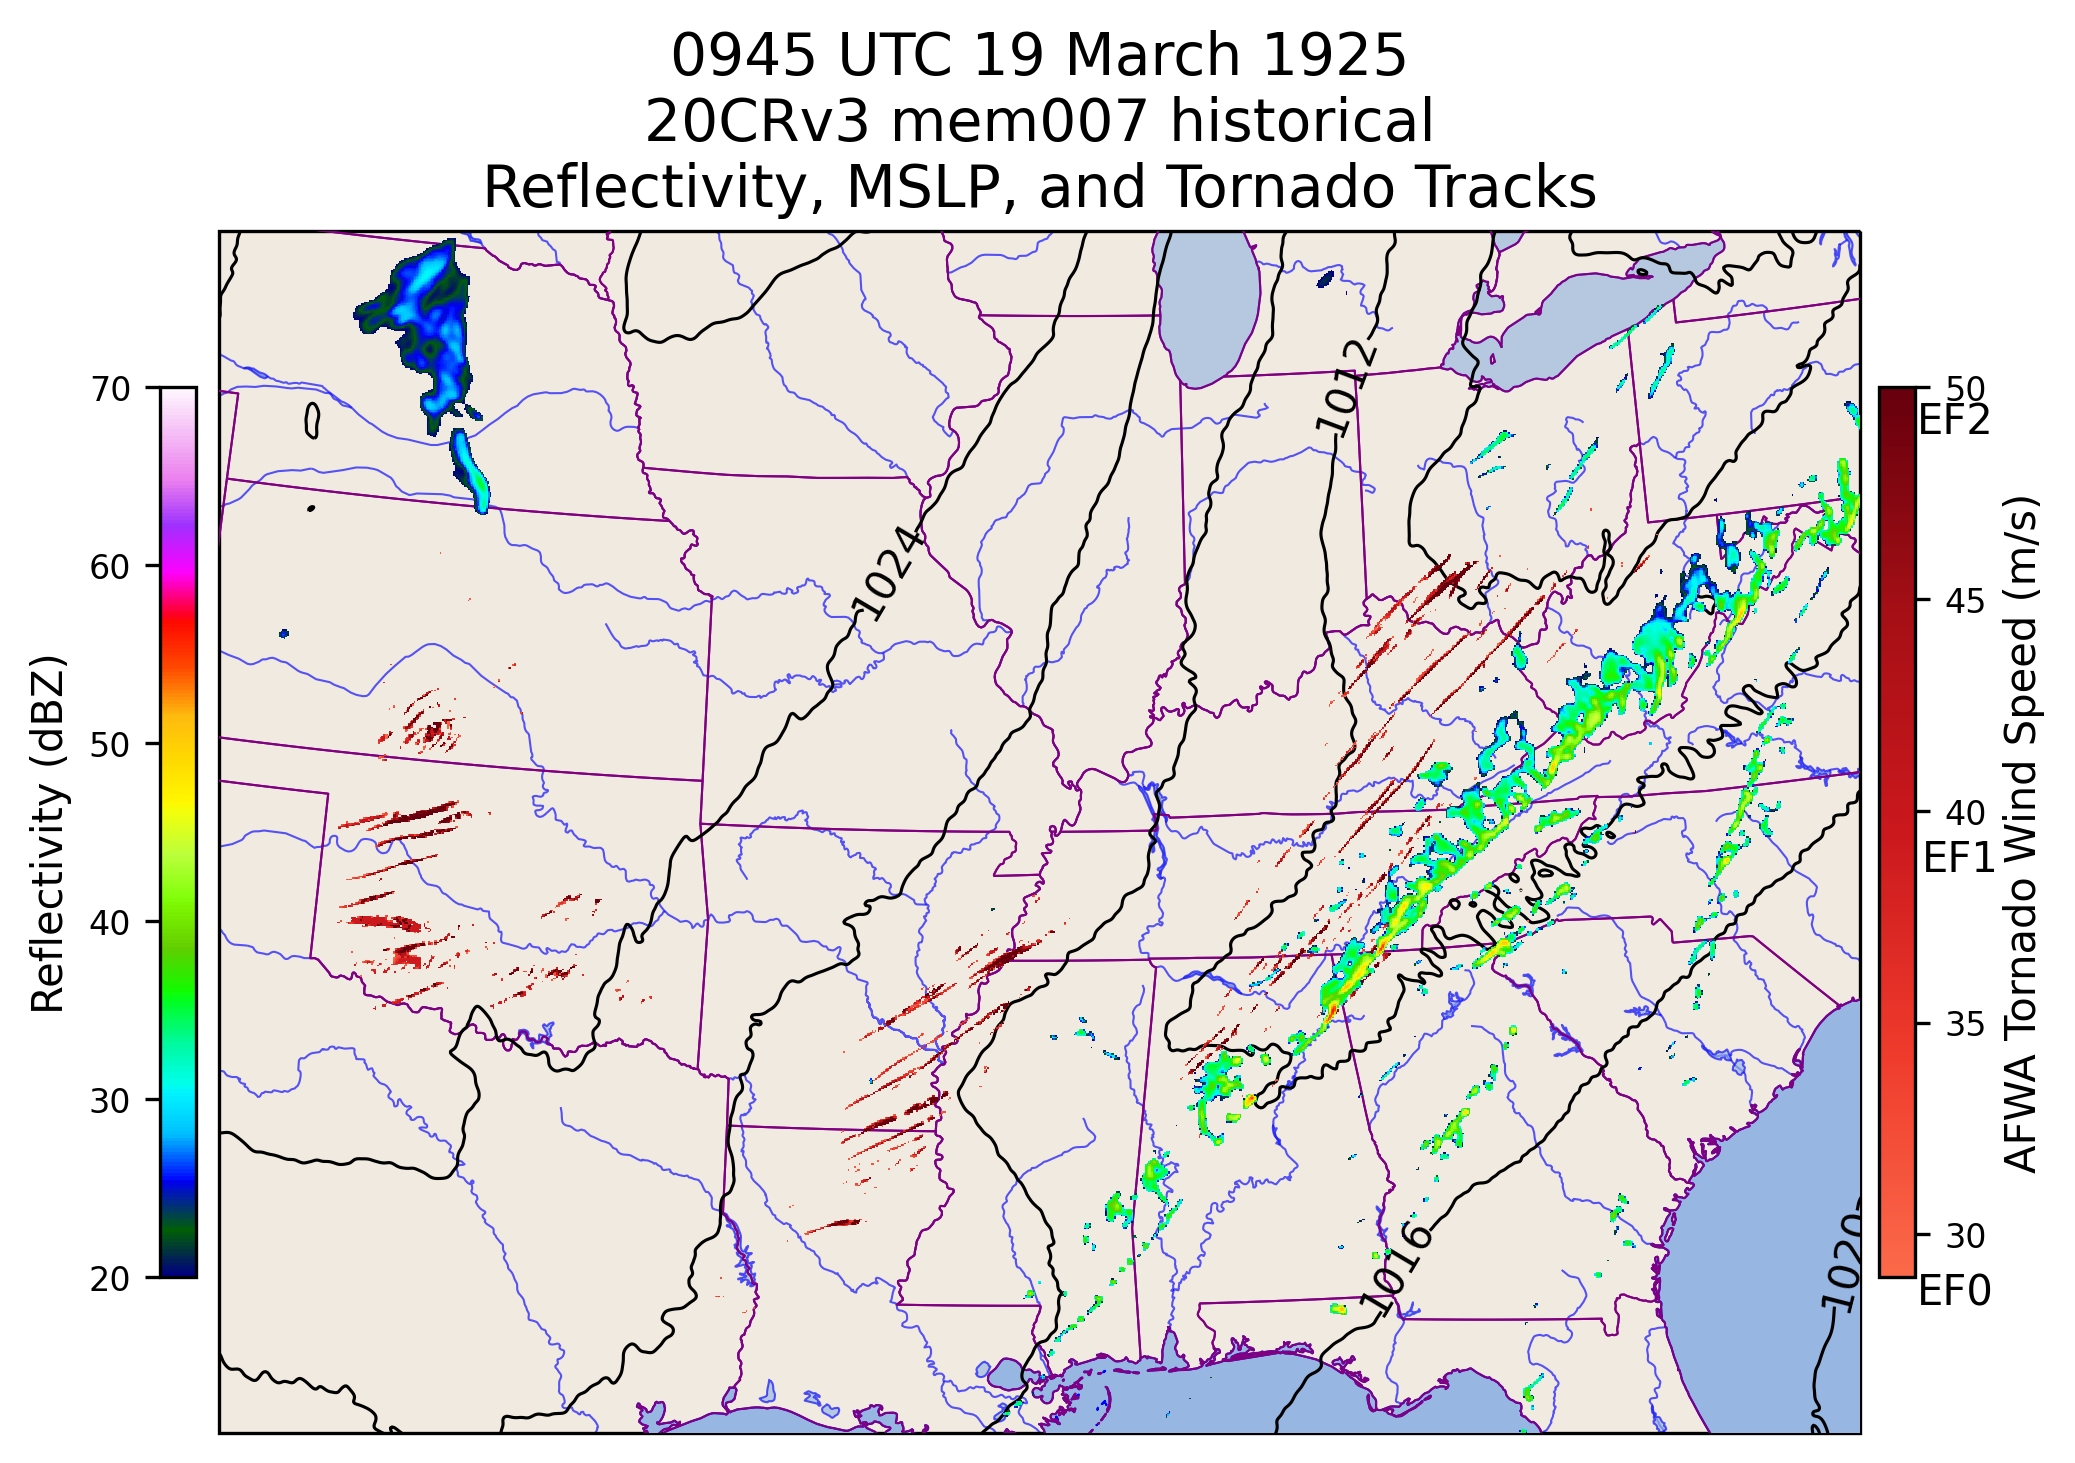 0945 UTC 19 March 1925
20CRv3 mem007 historical
Reflectivity, MSLP, and Tornado Tracks
70
60
50
40
30
20
Reflectivity (dBZ)
1012
1024
1016
1020
50
EF2
45
40
EF1
35
30
EF0
AFWA Tornado Wind Speed (m/s)